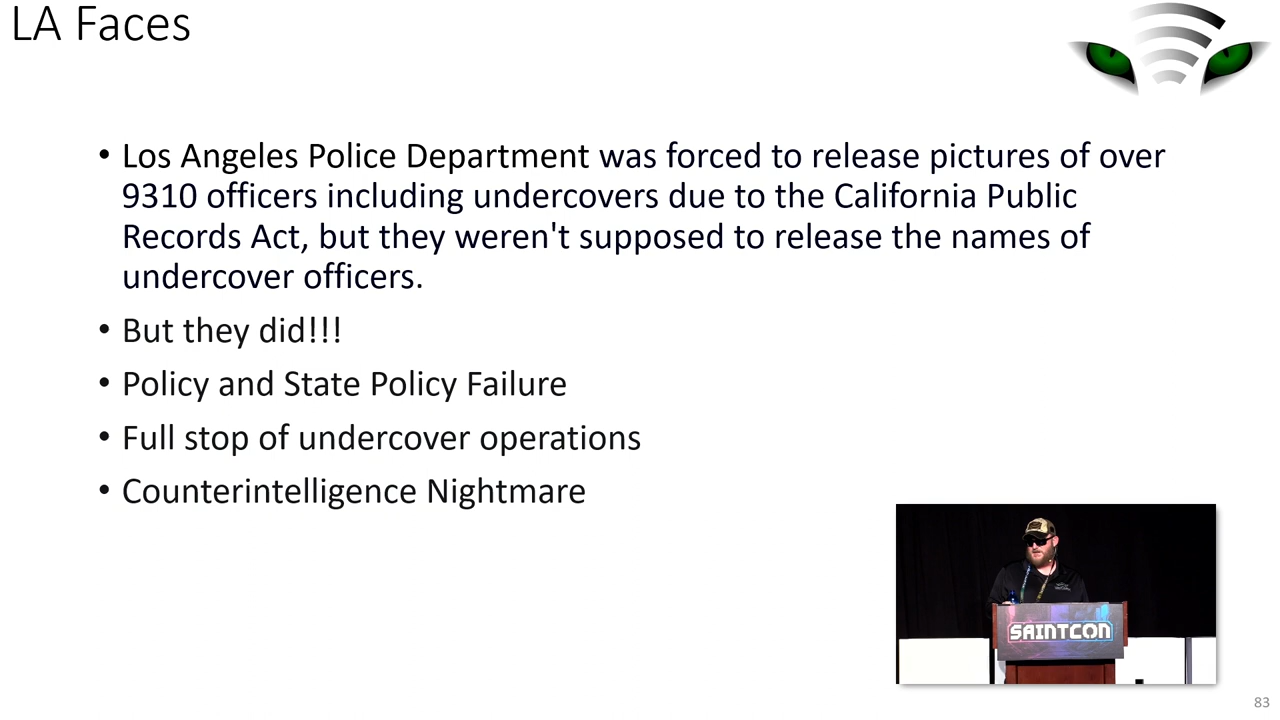 LA Faces
• Los Angeles Police Department was forced to release pictures of over
9310 officers including undercovers due to the California Public
Records Act, but they weren't supposed to release the names of
undercover officers.
• But they did!!!
• Policy and State Policy Failure
• Full stop of undercover operations
• Counterintelligence Nightmare
SAINTCON
83